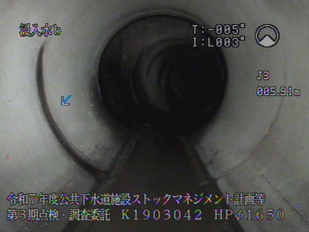 浸入水b
T:-005°
I:L003°
J3
005.91m
令和7年度公共下水道施設ストックマネジメント計画等
第3期点検・調査委託 K1903042 HPφ1650